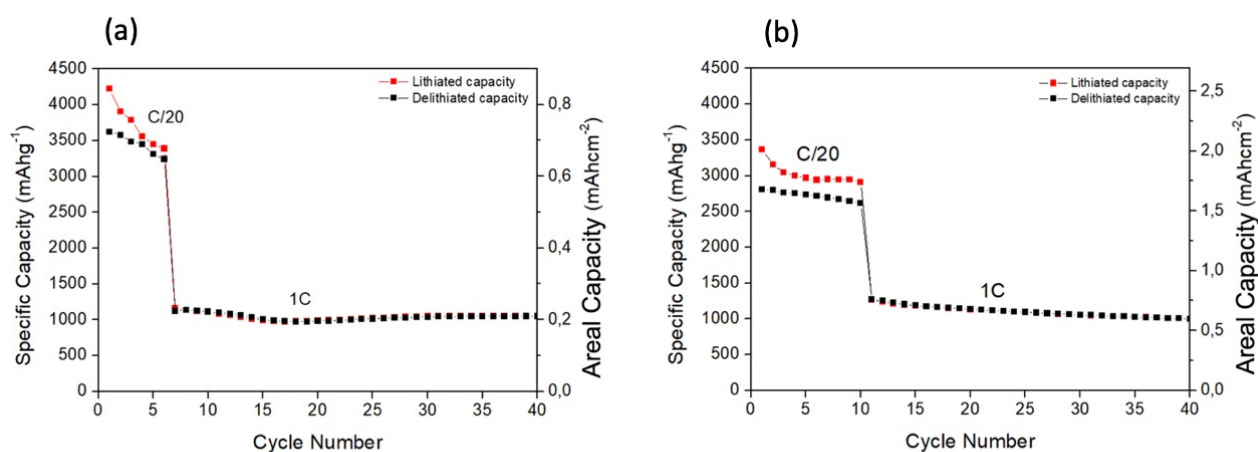 (a)
4500
4000
3500
3000
2500
2000
1500
1000
500
0
Specific Capacity (mAhg⁻¹)
Lithiated capacity
Delithiated capacity
C/20
1C
0,8
0,6
0,4
0,2
0,0
Areal Capacity (mAhcm⁻²)
0 5 10 15 20 25 30 35 40
Cycle Number
(b)
4500
4000
3500
3000
2500
2000
1500
1000
500
0
Specific Capacity (mAhg⁻¹)
Lithiated capacity
Delithiated capacity
C/20
1C
2,5
2,0
1,5
1,0
0,5
0,0
Areal Capacity (mAhcm⁻²)
0 5 10 15 20 25 30 35 40
Cycle Number